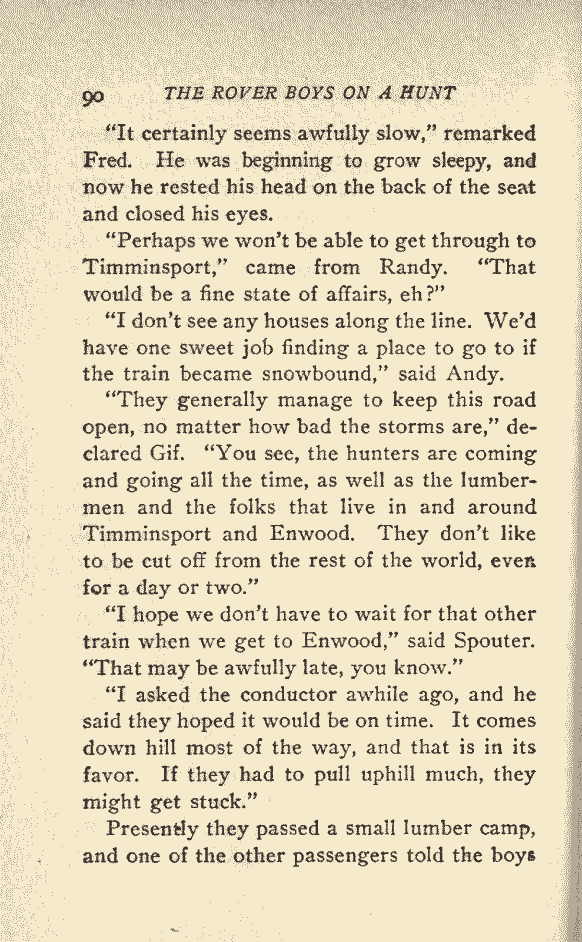 90 THE ROVER BOYS ON A HUNT
“It certainly seems awfully slow,” remarked
Fred. He was beginning to grow sleepy, and
now he rested his head on the back of the seat
and closed his eyes.
“Perhaps we won’t be able to get through to
Timminsport,” came from Randy. “That
would be a fine state of affairs, eh?”
“I don’t see any houses along the line. We’d
have one sweet job finding a place to go to if
the train became snowbound,” said Andy.
“They generally manage to keep this road
open, no matter how bad the storms are,” de-
clared Gif. “You see, the hunters are coming
and going all the time, as well as the lumber-
men and the folks that live in and around
Timminsport and Enwood. They don’t like
to be cut off from the rest of the world, even
for a day or two.”
“I hope we don’t have to wait for that other
train when we get to Enwood,” said Spouter.
“That may be awfully late, you know.”
“I asked the conductor awhile ago, and he
said they hoped it would be on time. It comes
down hill most of the way, and that is in its
favor. If they had to pull uphill much, they
might get stuck.”
Presently they passed a small lumber camp,
and one of the other passengers told the boys